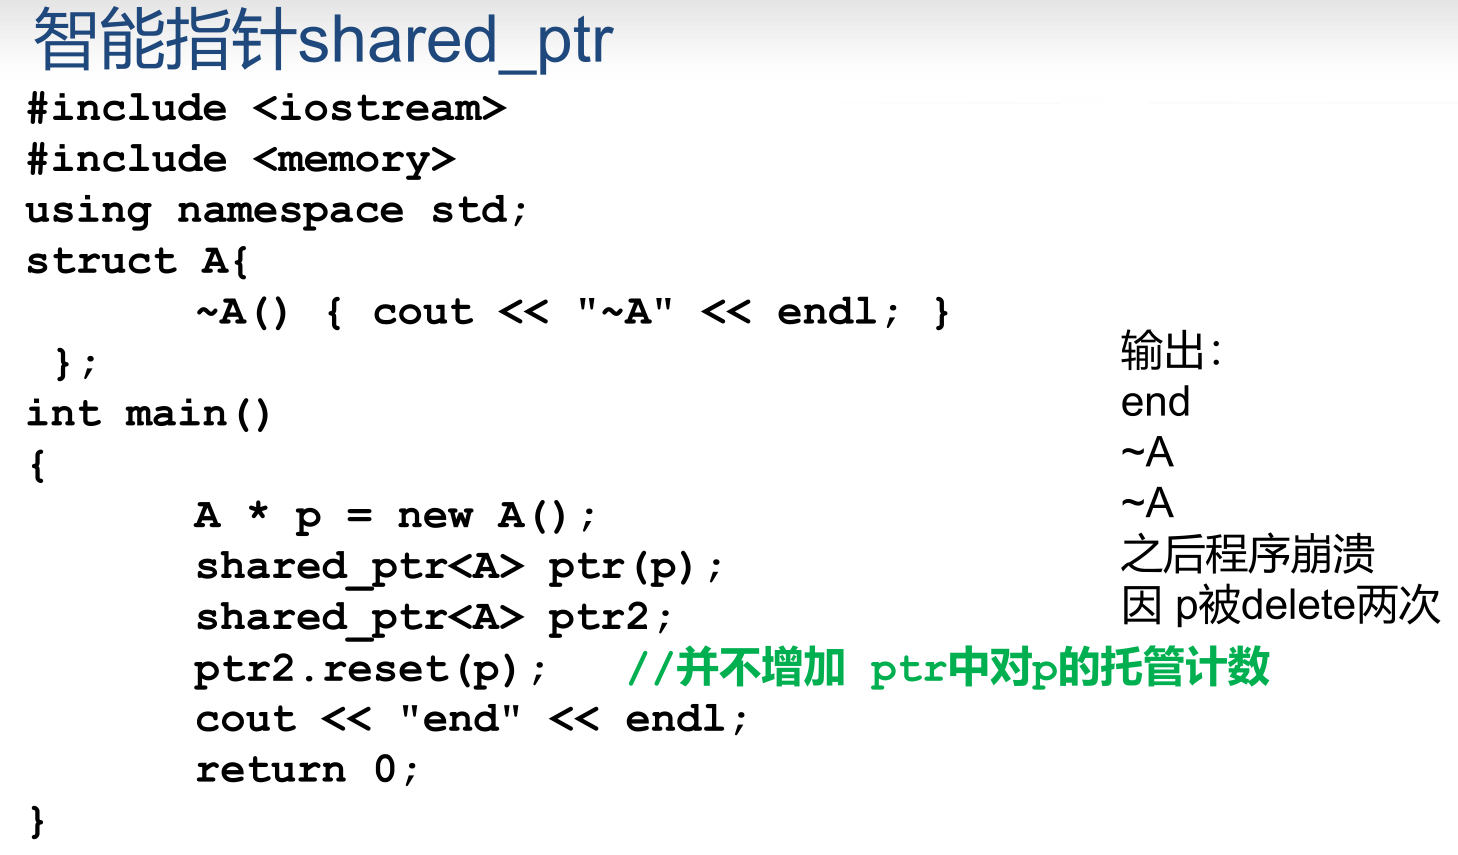 智能指针shared_ptr
#include <iostream>
#include <memory>
using namespace std;
struct A{
~A() { cout << "~A" << endl; }
};
int main()
{
A * p = new A();
shared_ptr<A> ptr(p);
shared_ptr<A> ptr2;
ptr2.reset(p); //并不增加 ptr中对p的托管计数
cout << "end" << endl;
return 0;
}
输出：
end
~A
~A
之后程序崩溃
因 p被delete两次